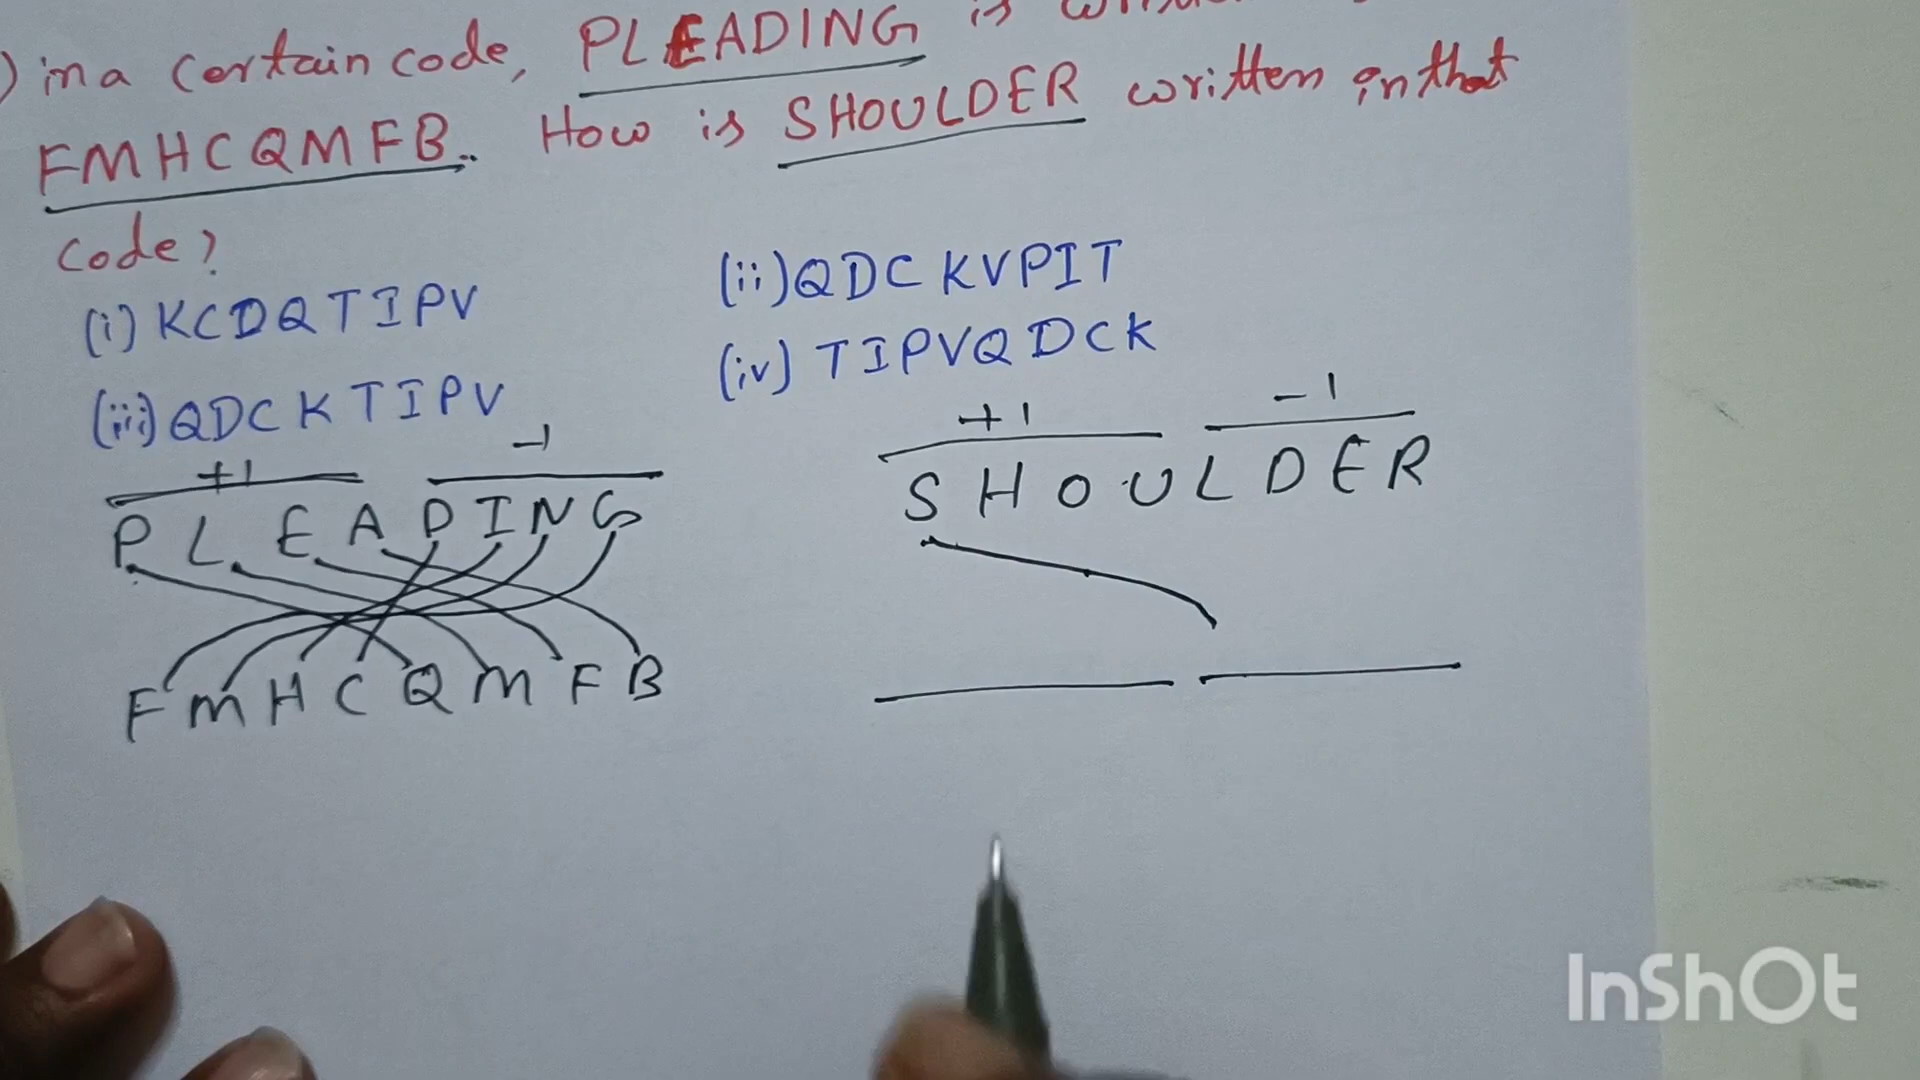 ) in a certain code, PLEADING is written
FMHCQMFB.. How is SHOULDER written in that
code?
(i) KCDQTIPV (ii) QDCKVPIT
(iii) QDCKTIPV (iv) TIPVQDCK
+1 -1 +1 -1
PLEADING SHOULDER
FMHCQMFB
InShOt